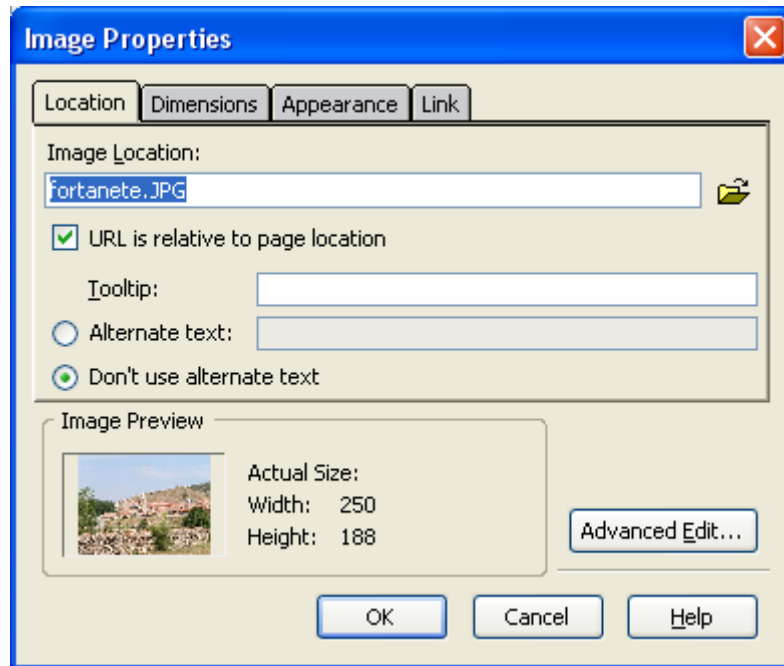 Image Properties
Location Dimensions Appearance Link
Image Location:
fortanete.JPG
URL is relative to page location
Tooltip:
Alternate text:
Don't use alternate text
Image Preview
Actual Size:
Width: 250
Height: 188
Advanced Edit...
OK Cancel Help